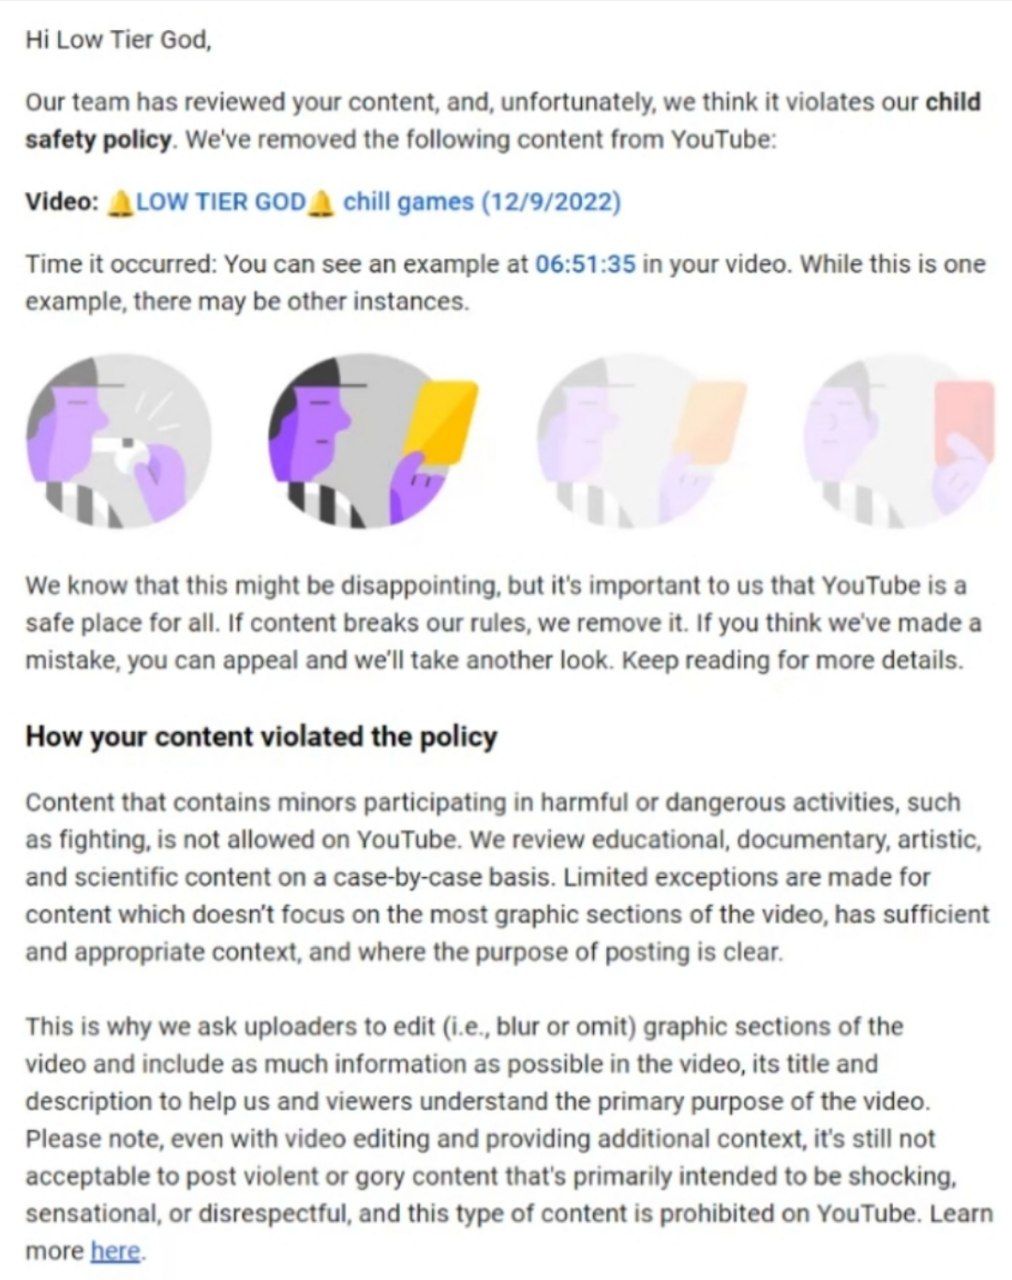 Hi Low Tier God,
Our team has reviewed your content, and, unfortunately, we think it violates our child
safety policy. We've removed the following content from YouTube:
Video: 🔔LOW TIER GOD🔔 chill games (12/9/2022)
Time it occurred: You can see an example at 06:51:35 in your video. While this is one
example, there may be other instances.
We know that this might be disappointing, but it's important to us that YouTube is a
safe place for all. If content breaks our rules, we remove it. If you think we've made a
mistake, you can appeal and we'll take another look. Keep reading for more details.
How your content violated the policy
Content that contains minors participating in harmful or dangerous activities, such
as fighting, is not allowed on YouTube. We review educational, documentary, artistic,
and scientific content on a case-by-case basis. Limited exceptions are made for
content which doesn't focus on the most graphic sections of the video, has sufficient
and appropriate context, and where the purpose of posting is clear.
This is why we ask uploaders to edit (i.e., blur or omit) graphic sections of the
video and include as much information as possible in the video, its title and
description to help us and viewers understand the primary purpose of the video.
Please note, even with video editing and providing additional context, it's still not
acceptable to post violent or gory content that's primarily intended to be shocking,
sensational, or disrespectful, and this type of content is prohibited on YouTube. Learn
more here.